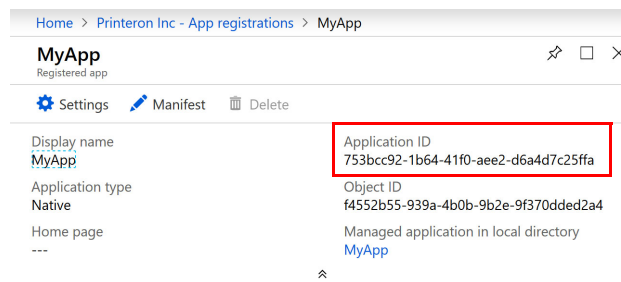 Home > Printeron Inc - App registrations > MyApp
MyApp
Registered app
Settings Manifest Delete
Display name
MyApp
Application ID
753bcc92-1b64-41f0-aee2-d6a4d7c25ffa
Application type
Native
Object ID
f4552b55-939a-4b0b-9b2e-9f370dded2a4
Home page
---
Managed application in local directory
MyApp